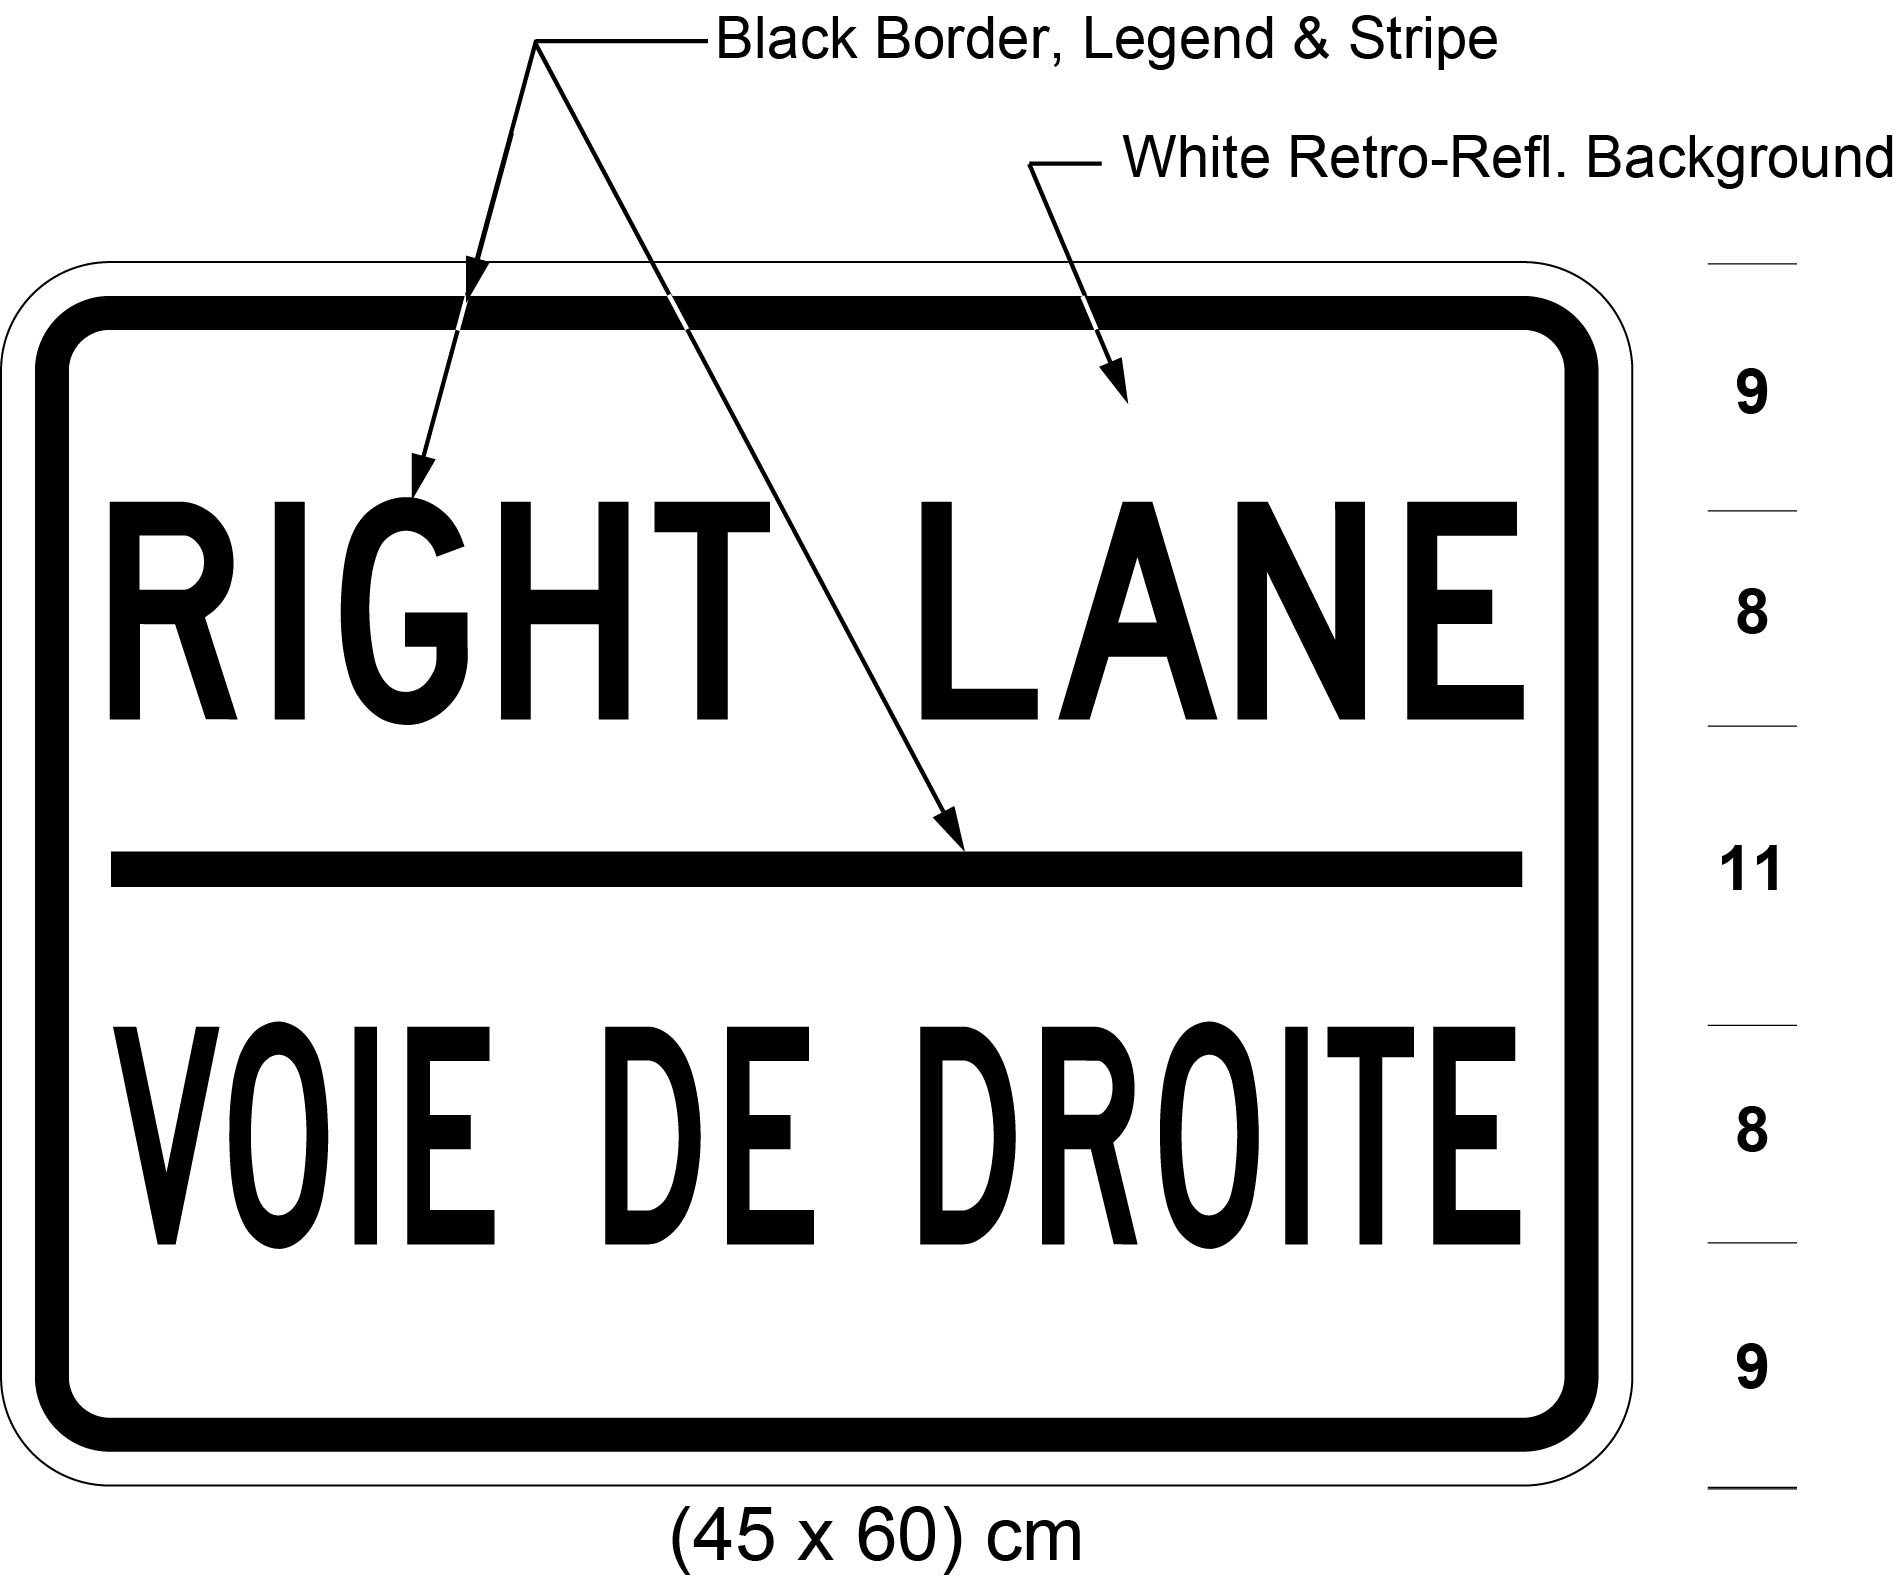 Black Border, Legend & Stripe
White Retro-Refl. Background
9
RIGHT LANE
8
11
VOIE DE DROITE
8
9
(45 x 60) cm